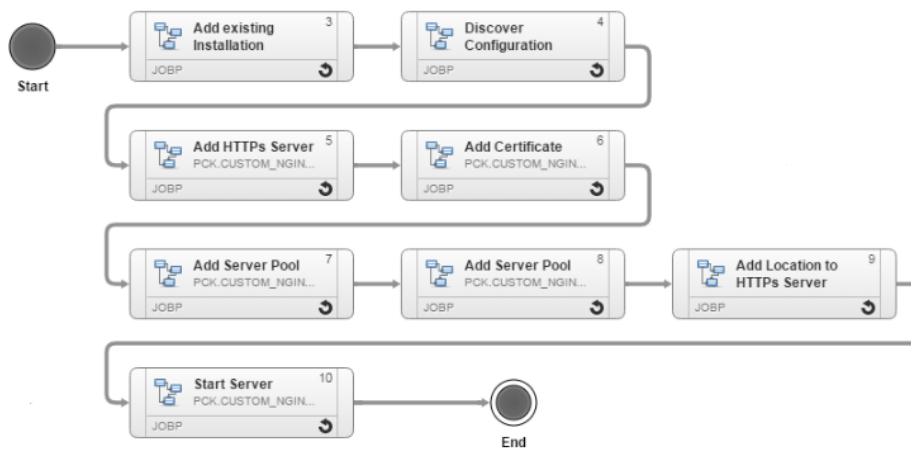 Add existing
Installation
3
JOBP
Discover
Configuration
4
JOBP
Start
Add HTTPs Server
5
PCK.CUSTOM_NGIN...
JOBP
Add Certificate
6
PCK.CUSTOM_NGIN...
JOBP
Add Server Pool
7
PCK.CUSTOM_NGIN...
JOBP
Add Server Pool
8
PCK.CUSTOM_NGIN...
JOBP
Add Location to
HTTPs Server
9
JOBP
Start Server
10
PCK.CUSTOM_NGIN...
JOBP
End